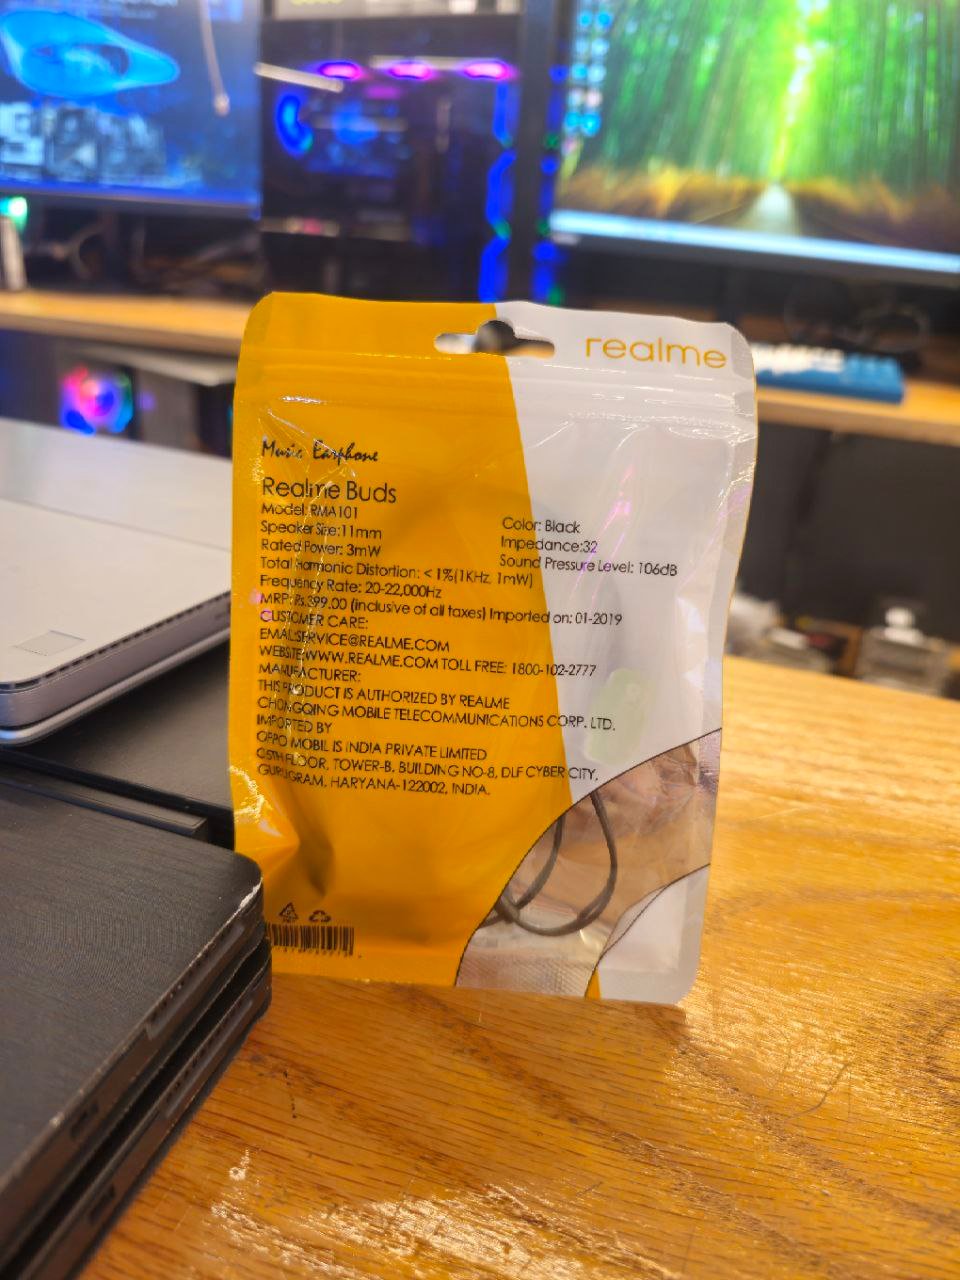 realme
Music Earphone
Realme Buds
Model: RMA101
Speaker Size:11mm
Color: Black
Rated Power: 3mW
Impedance:32
Total Harmonic Distortion: < 1%(1KHz, 1mW)
Sound Pressure Level: 106dB
Frequency Rate: 20-22,000Hz
MRP: Rs.399.00 (inclusive of all taxes) Imported on: 01-2019
CUSTOMER CARE:
EMAIL:SERVICE@REALME.COM
WEBSITE:WWW.REALME.COM TOLL FREE: 1800-102-2777
MANUFACTURER:
THIS PRODUCT IS AUTHORIZED BY REALME
CHONGQING MOBILE TELECOMMUNICATIONS CORP. LTD.
IMPORTED BY
OPPO MOBILIS INDIA PRIVATE LIMITED
FLOOR, TOWER-B, BUILDING NO-8, DLF CYBER CITY,
GURUGRAM, HARYANA-122002, INDIA.